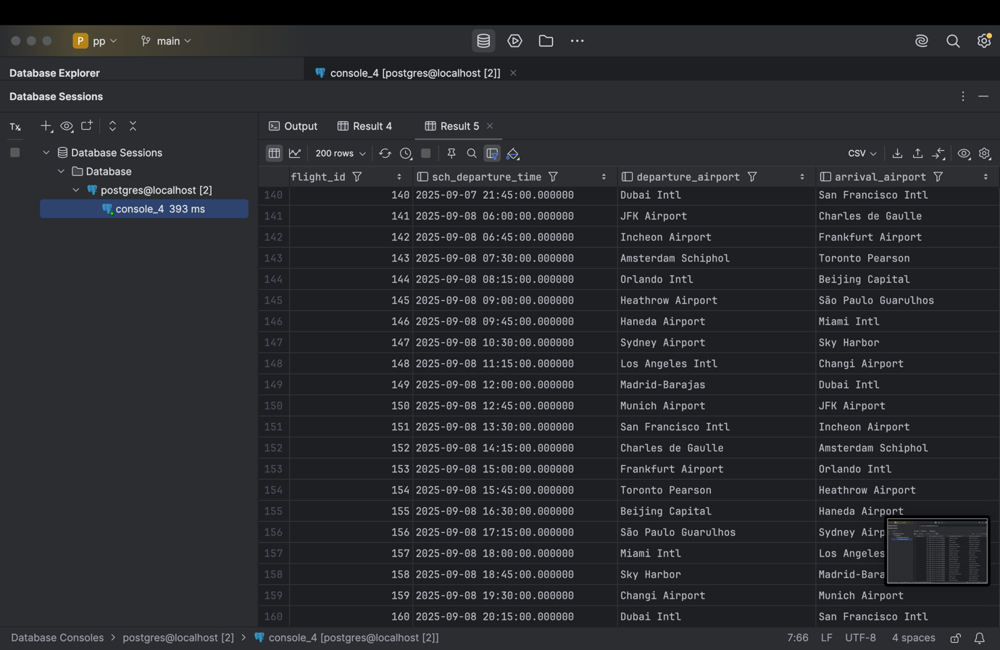 P pp main
Database Explorer console_4 [postgres@localhost [2]]
Database Sessions
Tx Output Result 4 Result 5
Database Sessions 200 rows CSV
Database
postgres@localhost [2]
console_4 393 ms
flight_id sch_departure_time departure_airport arrival_airport
140 140 2025-09-07 21:45:00.000000 Dubai Intl San Francisco Intl
141 141 2025-09-08 06:00:00.000000 JFK Airport Charles de Gaulle
142 142 2025-09-08 06:45:00.000000 Incheon Airport Frankfurt Airport
143 143 2025-09-08 07:30:00.000000 Amsterdam Schiphol Toronto Pearson
144 144 2025-09-08 08:15:00.000000 Orlando Intl Beijing Capital
145 145 2025-09-08 09:00:00.000000 Heathrow Airport São Paulo Guarulhos
146 146 2025-09-08 09:45:00.000000 Haneda Airport Miami Intl
147 147 2025-09-08 10:30:00.000000 Sydney Airport Sky Harbor
148 148 2025-09-08 11:15:00.000000 Los Angeles Intl Changi Airport
149 149 2025-09-08 12:00:00.000000 Madrid-Barajas Dubai Intl
150 150 2025-09-08 12:45:00.000000 Munich Airport JFK Airport
151 151 2025-09-08 13:30:00.000000 San Francisco Intl Incheon Airport
152 152 2025-09-08 14:15:00.000000 Charles de Gaulle Amsterdam Schiphol
153 153 2025-09-08 15:00:00.000000 Frankfurt Airport Orlando Intl
154 154 2025-09-08 15:45:00.000000 Toronto Pearson Heathrow Airport
155 155 2025-09-08 16:30:00.000000 Beijing Capital Haneda Airport
156 156 2025-09-08 17:15:00.000000 São Paulo Guarulhos Sydney Airp
157 157 2025-09-08 18:00:00.000000 Miami Intl Los Angeles
158 158 2025-09-08 18:45:00.000000 Sky Harbor Madrid-Bara
159 159 2025-09-08 19:30:00.000000 Changi Airport Munich Airport
160 160 2025-09-08 20:15:00.000000 Dubai Intl San Francisco Intl
Database Consoles > postgres@localhost [2] > console_4 [postgres@localhost [2]] 7:66 LF UTF-8 4 spaces